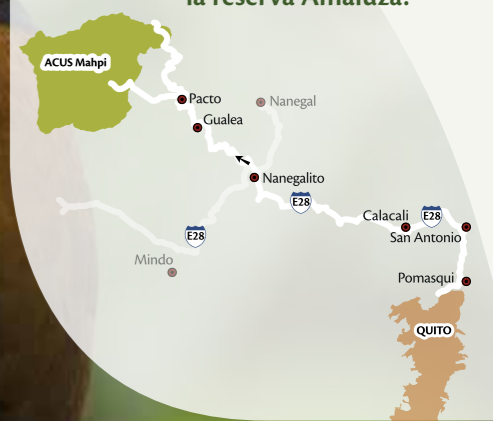 la reserva Amaluza.
ACUS Mahpi
Pacto
Nanegal
Gualea
Nanegalito
E28
Calacali
E28
San Antonio
E28
Mindo
Pomasqui
QUITO